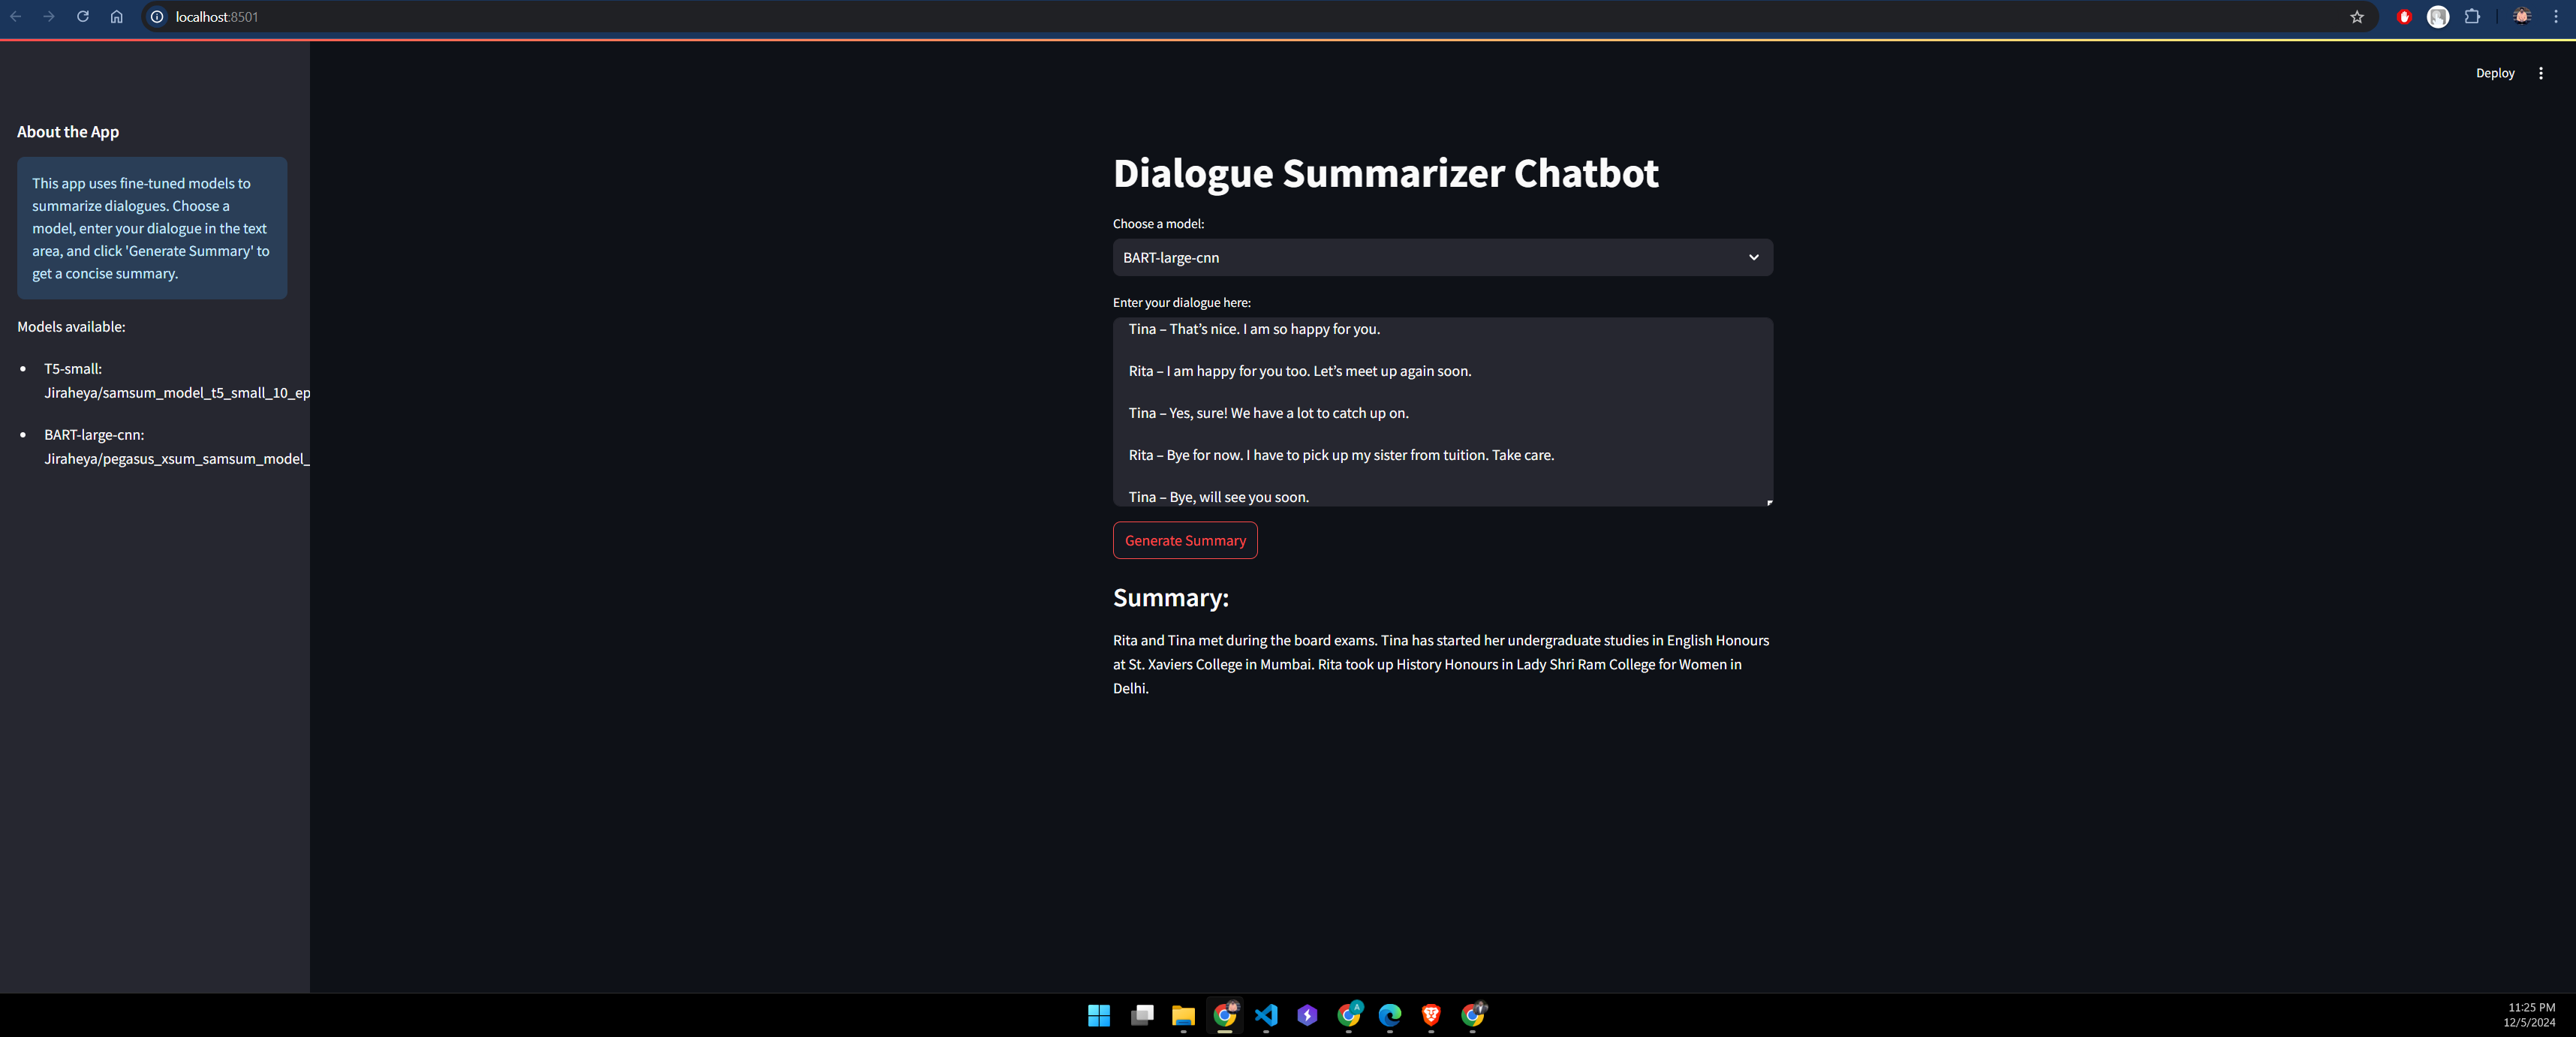 localhost:8501
Deploy
About the App
This app uses fine-tuned models to
summarize dialogues. Choose a
model, enter your dialogue in the text
area, and click 'Generate Summary' to
get a concise summary.
Models available:
• T5-small:
Jiraheya/samsum_model_t5_small_10_ep
• BART-large-cnn:
Jiraheya/pegasus_xsum_samsum_model_
Dialogue Summarizer Chatbot
Choose a model:
BART-large-cnn
Enter your dialogue here:
Tina – That’s nice. I am so happy for you.
Rita – I am happy for you too. Let’s meet up again soon.
Tina – Yes, sure! We have a lot to catch up on.
Rita – Bye for now. I have to pick up my sister from tuition. Take care.
Tina – Bye, will see you soon.
Generate Summary
Summary:
Rita and Tina met during the board exams. Tina has started her undergraduate studies in English Honours
at St. Xaviers College in Mumbai. Rita took up History Honours in Lady Shri Ram College for Women in
Delhi.
A
11:25 PM
12/5/2024